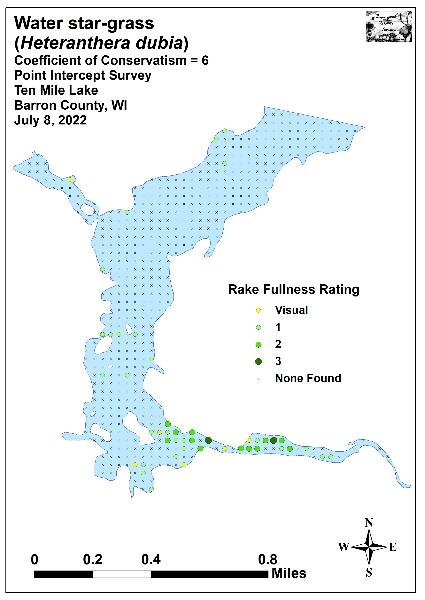 Water star-grass
(Heteranthera dubia)
Coefficient of Conservatism = 6
Point Intercept Survey
Ten Mile Lake
Barron County, WI
July 8, 2022
Rake Fullness Rating
Visual
1
2
3
None Found
N
W E
S
0 0.2 0.4 0.8
Miles